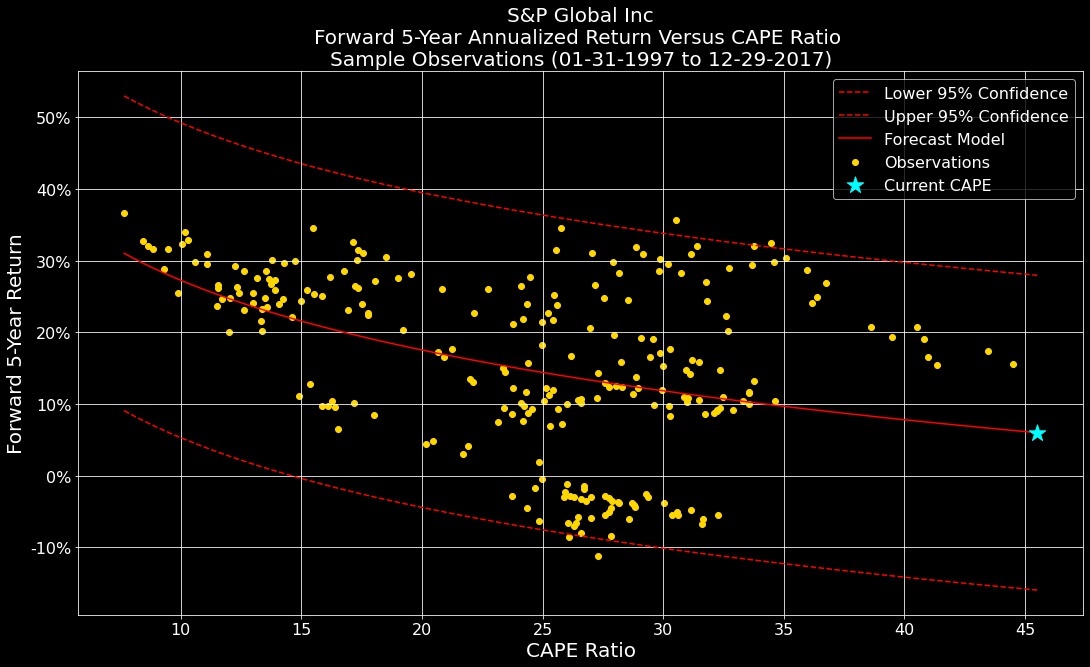 S&P Global Inc
Forward 5-Year Annualized Return Versus CAPE Ratio
Sample Observations (01-31-1997 to 12-29-2017)
Lower 95% Confidence
Upper 95% Confidence
Forecast Model
Observations
Current CAPE
Forward 5-Year Return
50%
40%
30%
20%
10%
0%
-10%
10 15 20 25 30 35 40 45
CAPE Ratio